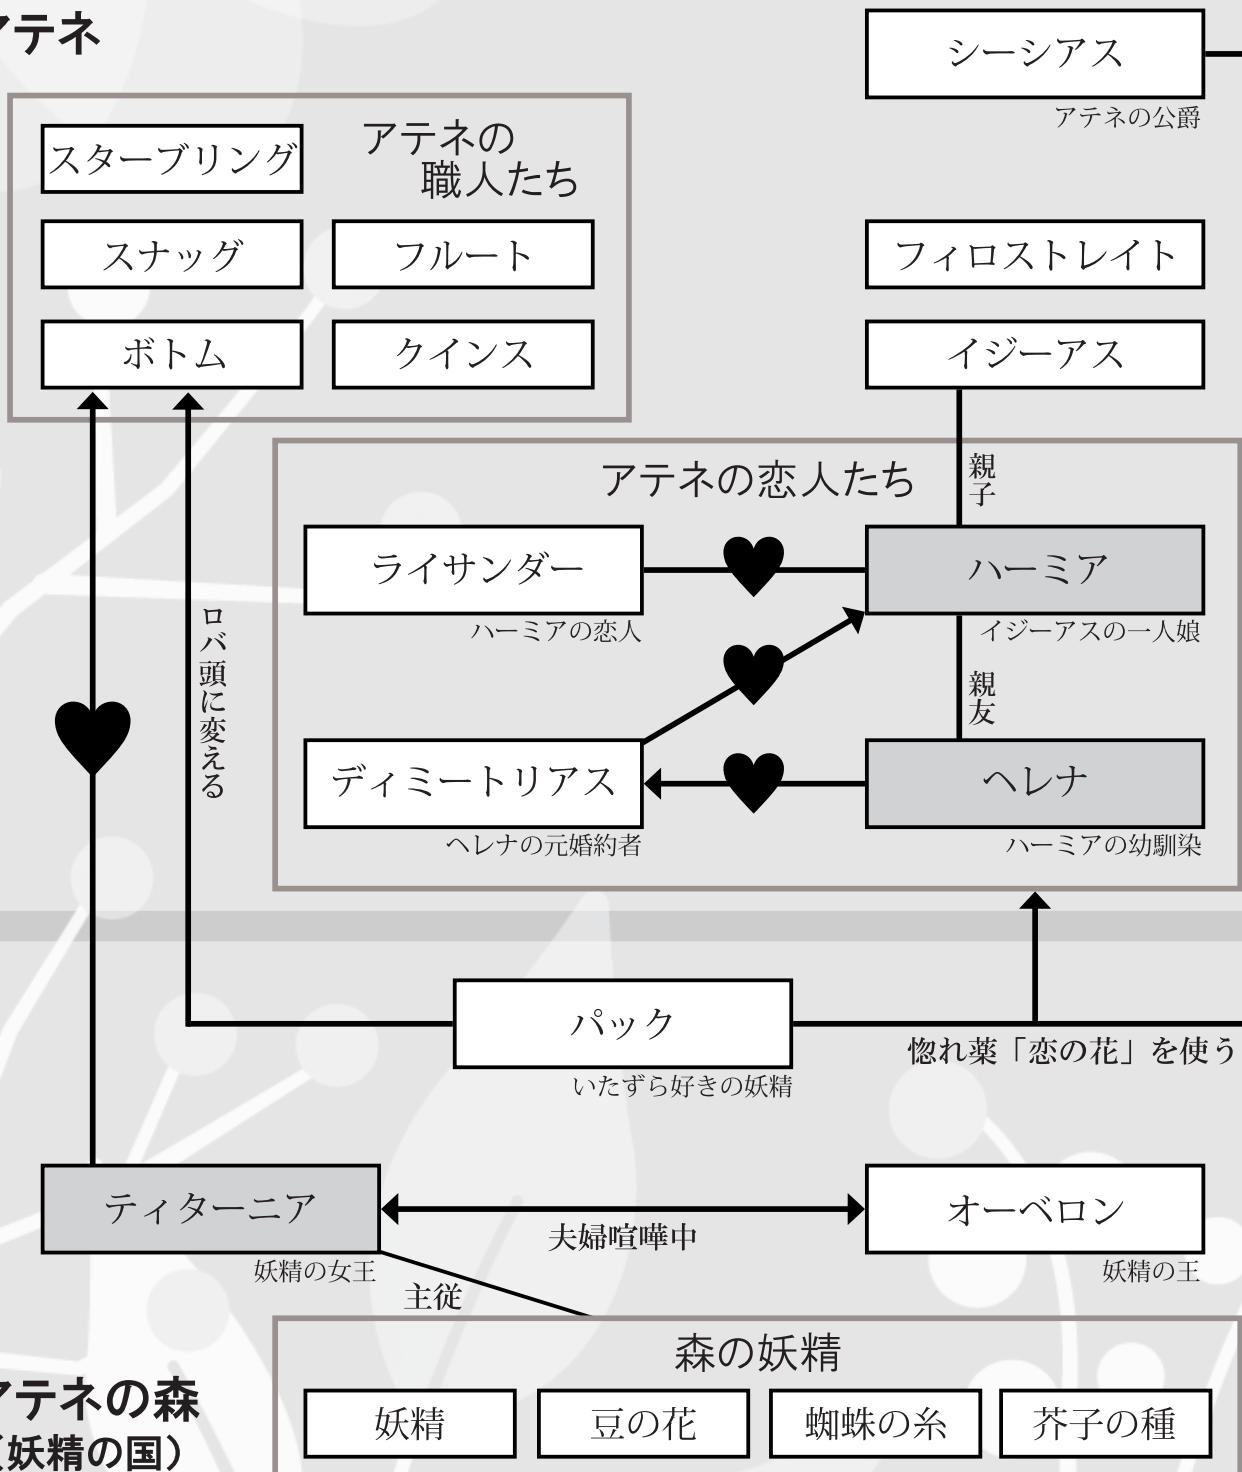 アテネ
シーシアス
アテネの公爵
アテネの
職人たち
スターブリング
スナッグ
フルート
ボトム
クインス
フィロストレイト
イジーアス
親子
アテネの恋人たち
ライサンダー
ハーミアの恋人
ハーミア
イジーアスの一人娘
親友
ディミートリアス
ヘレナの元婚約者
ヘレナ
ハーミアの幼馴染
ロバ頭に変える
パック
いたずら好きの妖精
惚れ薬「恋の花」を使う
ティターニア
妖精の女王
夫婦喧嘩中
オーベロン
妖精の王
主従
森の妖精
妖精
豆の花
蜘蛛の糸
芥子の種
アテネの森
（妖精の国）